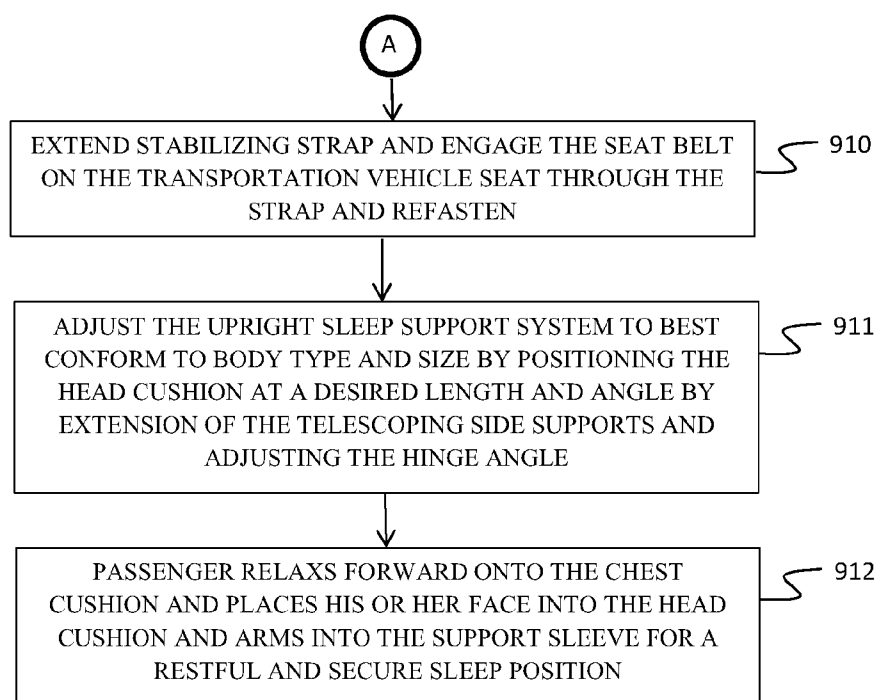 A
EXTEND STABILIZING STRAP AND ENGAGE THE SEAT BELT
ON THE TRANSPORTATION VEHICLE SEAT THROUGH THE
STRAP AND REFASTEN
910
ADJUST THE UPRIGHT SLEEP SUPPORT SYSTEM TO BEST
CONFORM TO BODY TYPE AND SIZE BY POSITIONING THE
HEAD CUSHION AT A DESIRED LENGTH AND ANGLE BY
EXTENSION OF THE TELESCOPING SIDE SUPPORTS AND
ADJUSTING THE HINGE ANGLE
911
PASSENGER RELAXS FORWARD ONTO THE CHEST
CUSHION AND PLACES HIS OR HER FACE INTO THE HEAD
CUSHION AND ARMS INTO THE SUPPORT SLEEVE FOR A
RESTFUL AND SECURE SLEEP POSITION
912